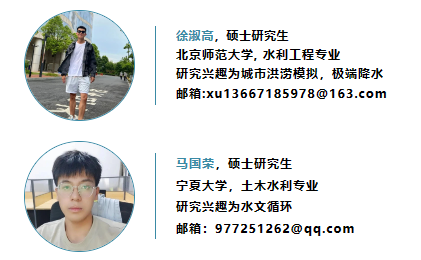 徐淑高，硕士研究生
北京师范大学, 水利工程专业
研究兴趣为城市洪涝模拟，极端降水
邮箱:xu13667185978@163.com
马国荣，硕士研究生
宁夏大学，土木水利专业
研究兴趣为水文循环
邮箱：977251262@qq.com